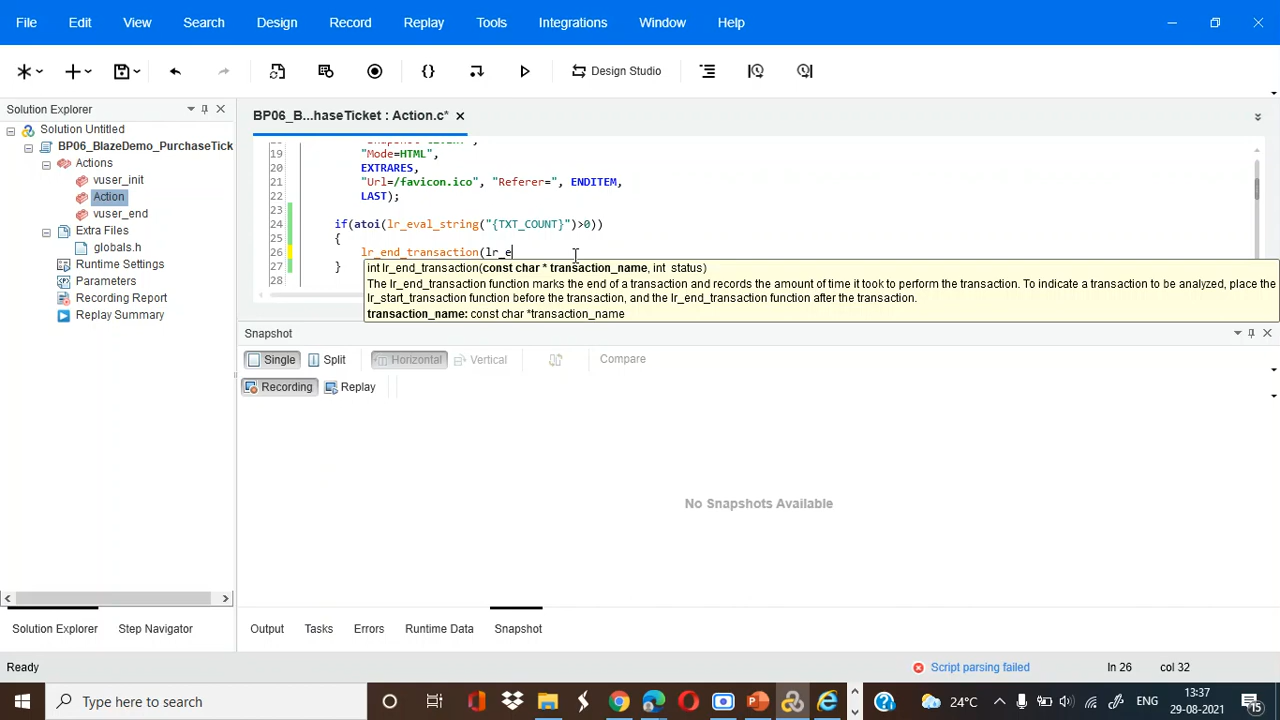 File Edit View Search Design Record Replay Tools Integrations Window Help
Design Studio
Solution Explorer
BP06_B...haseTicket : Action.c*
Solution Untitled
BP06_BlazeDemo_PurchaseTick
Actions
vuser_init
Action
vuser_end
Extra Files
globals.h
Runtime Settings
Parameters
Recording Report
Replay Summary
19 "Mode=HTML",
20 EXTRARES,
21 "Url=/favicon.ico", "Referer=", ENDITEM,
22 LAST);
23
24 if(atoi(lr_eval_string("{TXT_COUNT}")>0))
25 {
26 lr_end_transaction(lr_e
27 }
28
int lr_end_transaction(const char * transaction_name, int status)
The lr_end_transaction function marks the end of a transaction and records the amount of time it took to perform the transaction. To indicate a transaction to be analyzed, place the
lr_start_transaction function before the transaction, and the lr_end_transaction function after the transaction.
transaction_name: const char *transaction_name
Snapshot
Single Split Horizontal Vertical Compare
Recording Replay
No Snapshots Available
Solution Explorer Step Navigator Output Tasks Errors Runtime Data Snapshot
Ready Script parsing failed ln 26 col 32
Type here to search 24°C ENG 13:37
29-08-2021
15